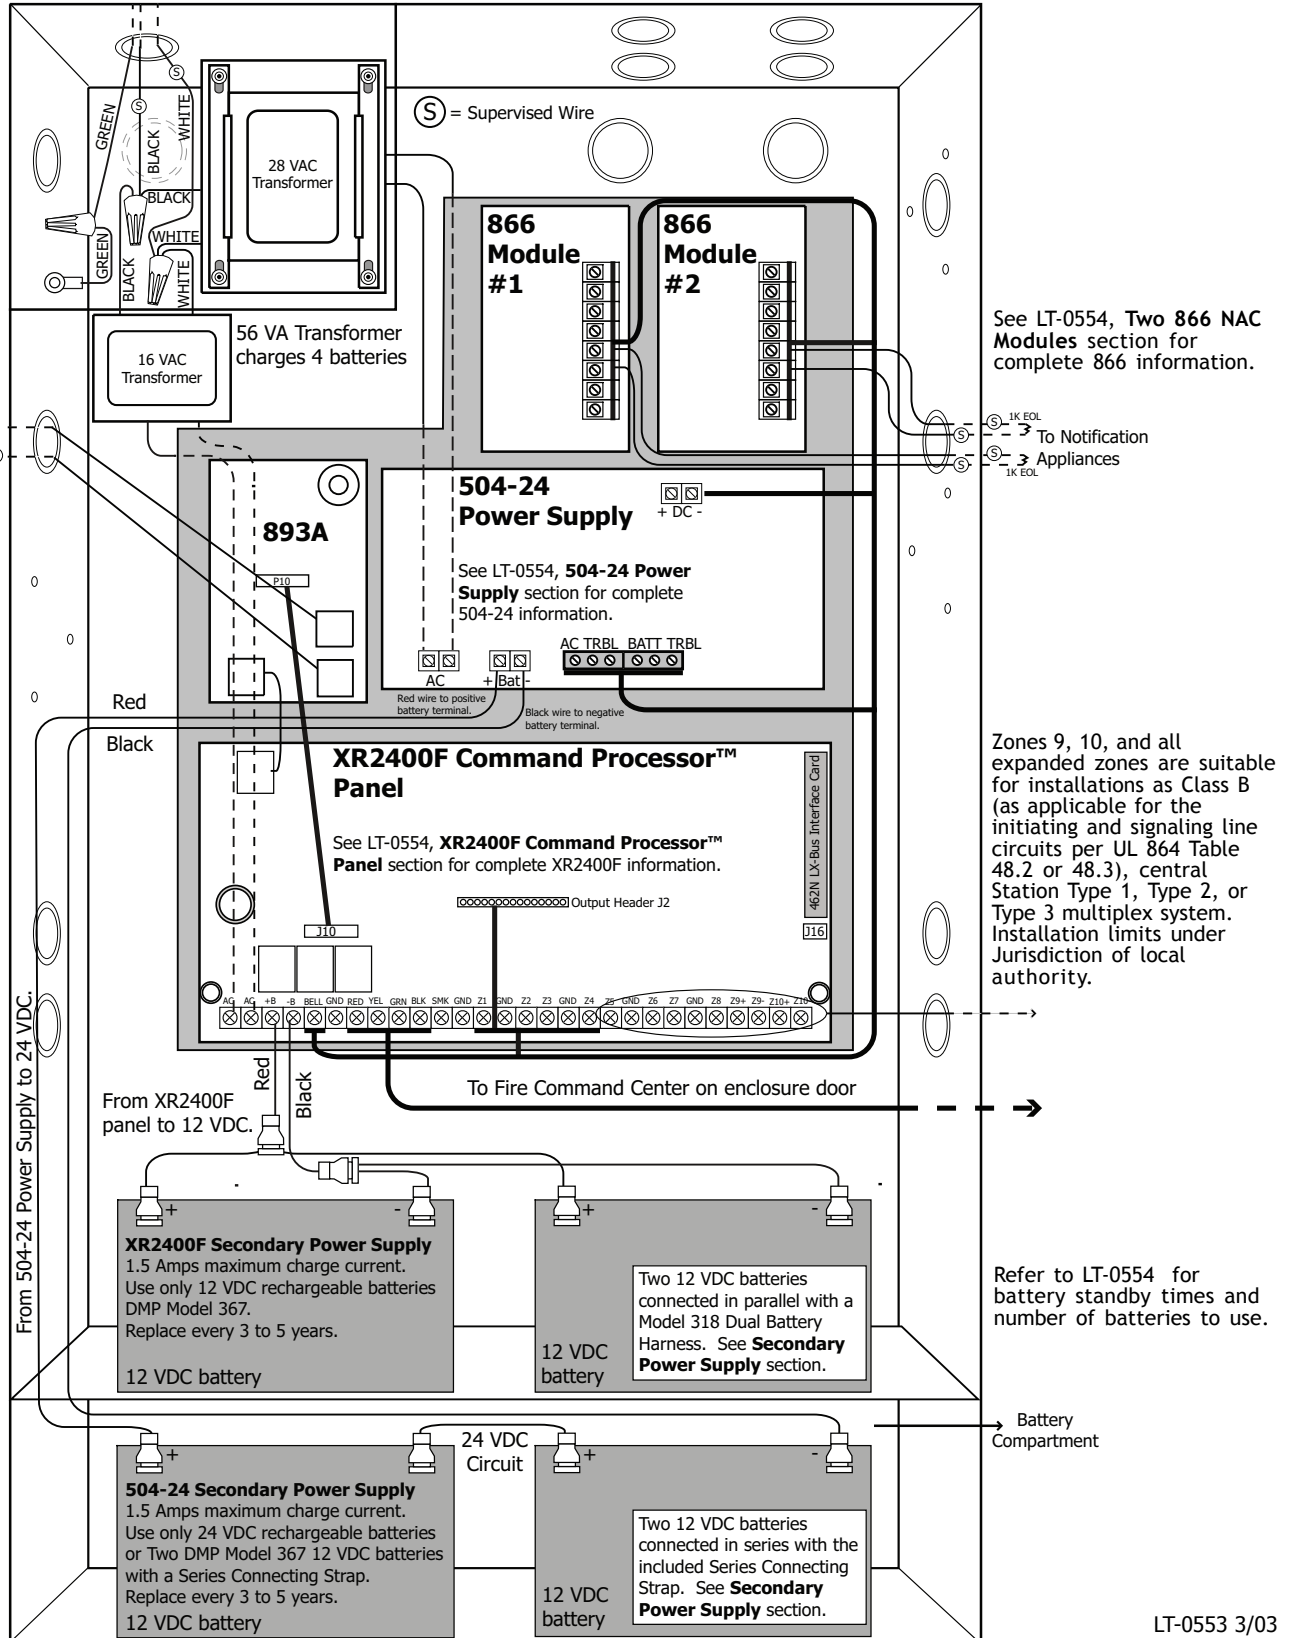 S = Supervised Wire
GREEN
S
S
BLACK
WHITE
BLACK
WHITE
GREEN
BLACK
WHITE
28 VAC
Transformer
16 VAC
Transformer
56 VA Transformer
charges 4 batteries
866
Module
#1
866
Module
#2
See LT-0554, Two 866 NAC
Modules section for
complete 866 information.
S 1K EOL
S
To Notification
Appliances
S
S 1K EOL
893A
P10
504-24
Power Supply
+ DC -
See LT-0554, 504-24 Power
Supply section for complete
504-24 information.
AC TRBL BATT TRBL
AC
+ Bat -
Red wire to positive
battery terminal.
Black wire to negative
battery terminal.
Red
Black
XR2400F Command Processor™
Panel
See LT-0554, XR2400F Command Processor™
Panel section for complete XR2400F information.
462N LX-Bus Interface Card
Output Header J2
J10
J16
AC AC +B -B BELL GND RED YEL GRN BLK SMK GND Z1 GND Z2 Z3 GND Z4 Z5 GND Z6 Z7 GND Z8 Z9+ Z9- Z10+ Z10-
Zones 9, 10, and all
expanded zones are suitable
for installations as Class B
(as applicable for the
initiating and signaling line
circuits per UL 864 Table
48.2 or 48.3), central
Station Type 1, Type 2, or
Type 3 multiplex system.
Installation limits under
Jurisdiction of local
authority.
From 504-24 Power Supply to 24 VDC.
Red
Black
To Fire Command Center on enclosure door
From XR2400F
panel to 12 VDC.
+ -
XR2400F Secondary Power Supply
1.5 Amps maximum charge current.
Use only 12 VDC rechargeable batteries
DMP Model 367.
Replace every 3 to 5 years.
12 VDC battery
+ -
Two 12 VDC batteries
connected in parallel with a
Model 318 Dual Battery
Harness. See Secondary
Power Supply section.
12 VDC
battery
Refer to LT-0554 for
battery standby times and
number of batteries to use.
Battery
Compartment
24 VDC
Circuit
+
504-24 Secondary Power Supply
1.5 Amps maximum charge current.
Use only 24 VDC rechargeable batteries
or Two DMP Model 367 12 VDC batteries
with a Series Connecting Strap.
Replace every 3 to 5 years.
12 VDC battery
+ -
Two 12 VDC batteries
connected in series with the
included Series Connecting
Strap. See Secondary
Power Supply section.
12 VDC
battery
LT-0553 3/03